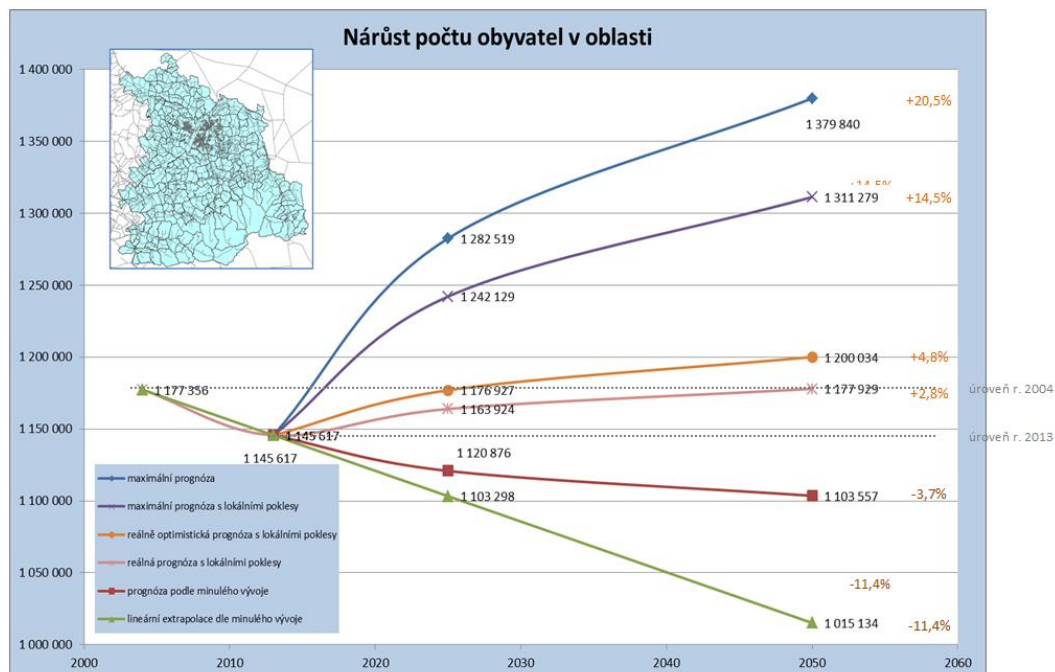 Nárůst počtu obyvatel v oblasti
1 400 000
1 350 000
1 300 000
1 250 000
1 200 000
1 150 000
1 100 000
1 050 000
1 000 000
+20,5%
1 379 840
+14,5%
1 311 279
+14,5%
1 282 519
1 242 129
1 200 034
+4,8%
1 177 356
1 176 927
1 177 929
+2,8%
úroveň r. 2004
1 163 924
1 145 617
úroveň r. 2013
1 145 617
1 120 876
1 103 298
1 103 557
-3,7%
-11,4%
1 015 134
-11,4%
maximální prognóza
maximální prognóza s lokálními poklesy
reálně optimistická prognóza s lokálními poklesy
reálná prognóza s lokálními poklesy
prognóza podle minulého vývoje
lineární extrapolace dle minulého vývoje
2000
2010
2020
2030
2040
2050
2060